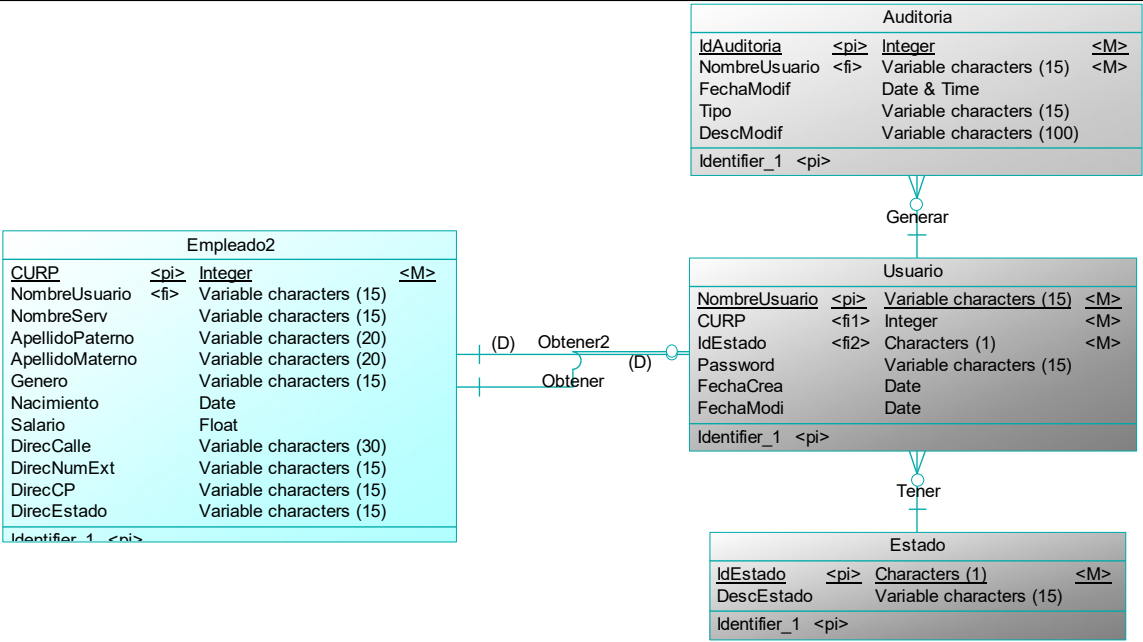 Auditoria
IdAuditoria <pi> Integer <M>
NombreUsuario <fi> Variable characters (15) <M>
FechaModif Date & Time
Tipo Variable characters (15)
DescModif Variable characters (100)
Identifier_1 <pi>
Generar
Empleado2
CURP <pi> Integer <M>
NombreUsuario <fi> Variable characters (15)
NombreServ Variable characters (15)
ApellidoPaterno Variable characters (20)
ApellidoMaterno Variable characters (20)
Genero Variable characters (15)
Nacimiento Date
Salario Float
DirecCalle Variable characters (30)
DirecNumExt Variable characters (15)
DirecCP Variable characters (15)
DirecEstado Variable characters (15)
Identifier_1 <pi>
(D) Obtener2
(D)
Obtener
Usuario
NombreUsuario <pi> Variable characters (15) <M>
CURP <fi1> Integer <M>
IdEstado <fi2> Characters (1) <M>
Password Variable characters (15)
FechaCrea Date
FechaModi Date
Identifier_1 <pi>
Tener
Estado
IdEstado <pi> Characters (1) <M>
DescEstado Variable characters (15)
Identifier_1 <pi>